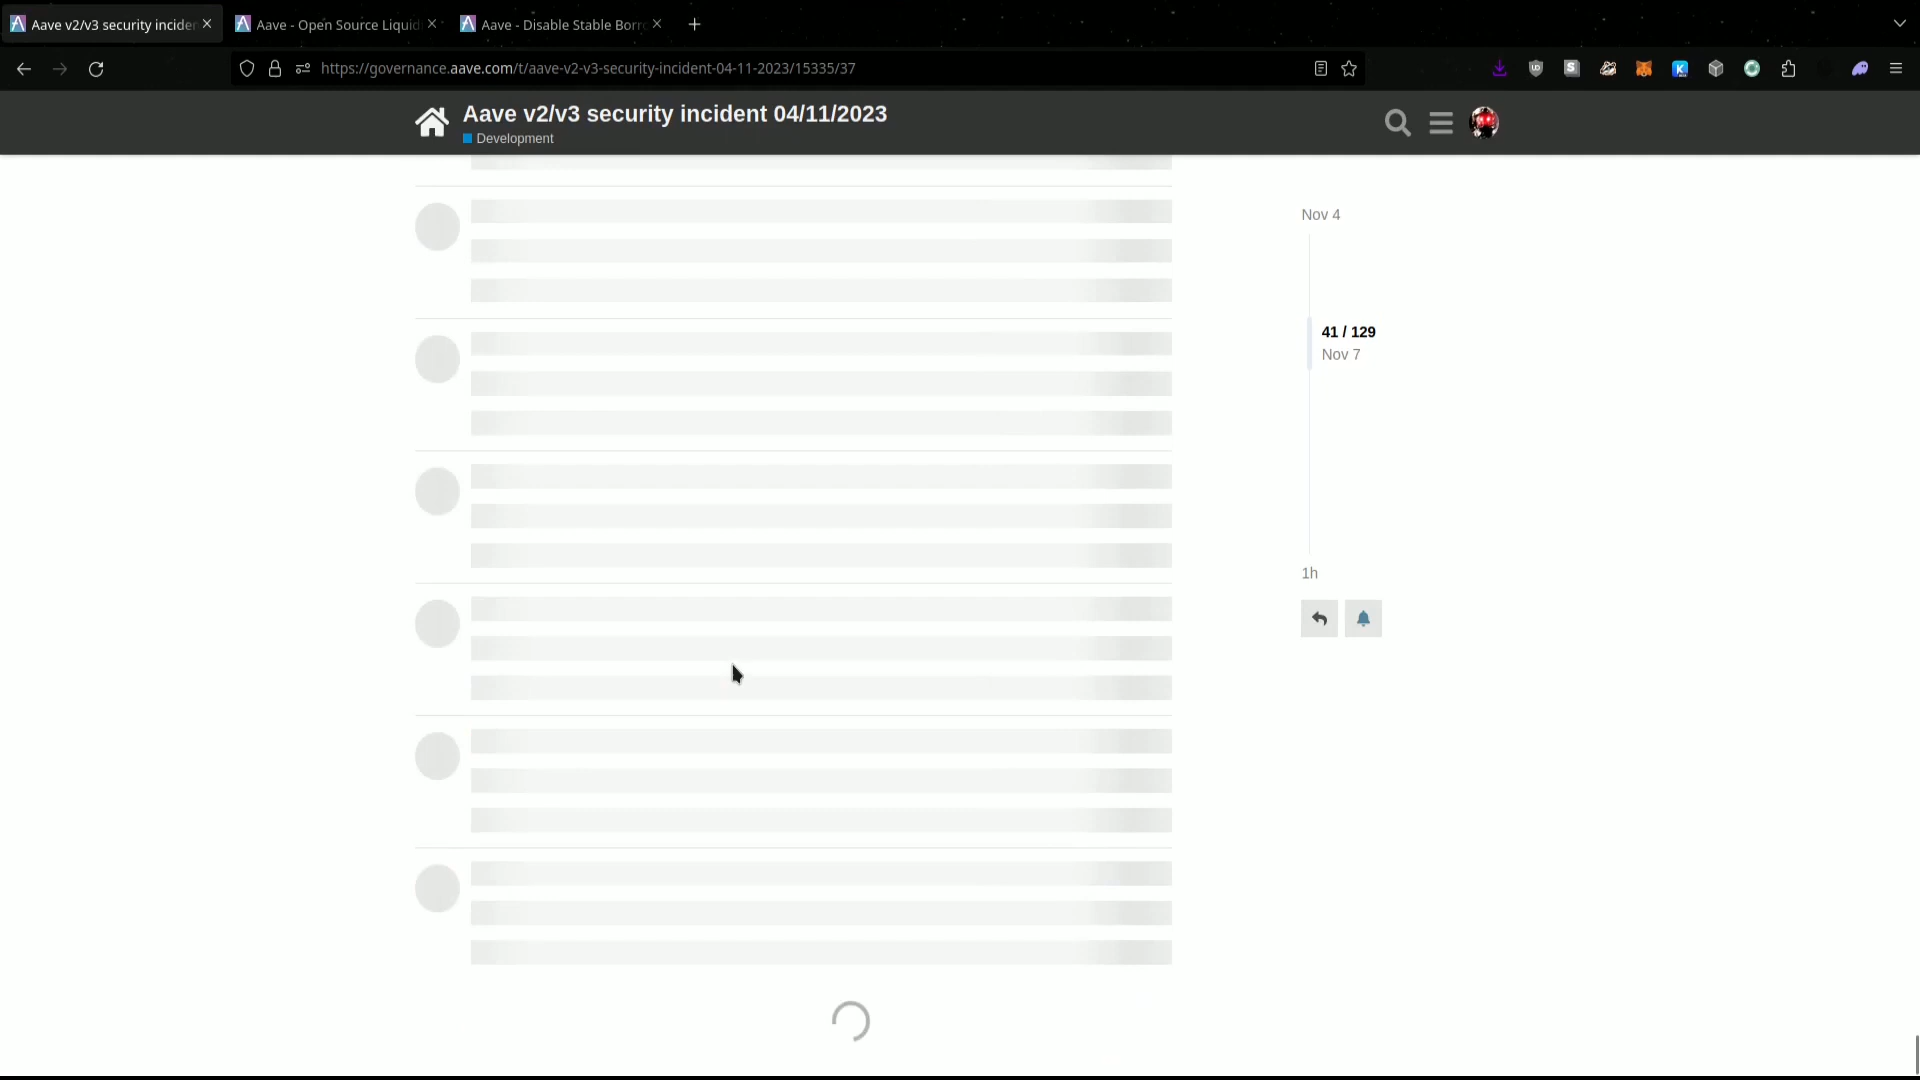 Aave v2/v3 security incider
Aave - Open Source Liquid
Aave - Disable Stable Borro
https://governance.aave.com/t/aave-v2-v3-security-incident-04-11-2023/15335/37
Aave v2/v3 security incident 04/11/2023
Development
Nov 4
41 / 129
Nov 7
1h